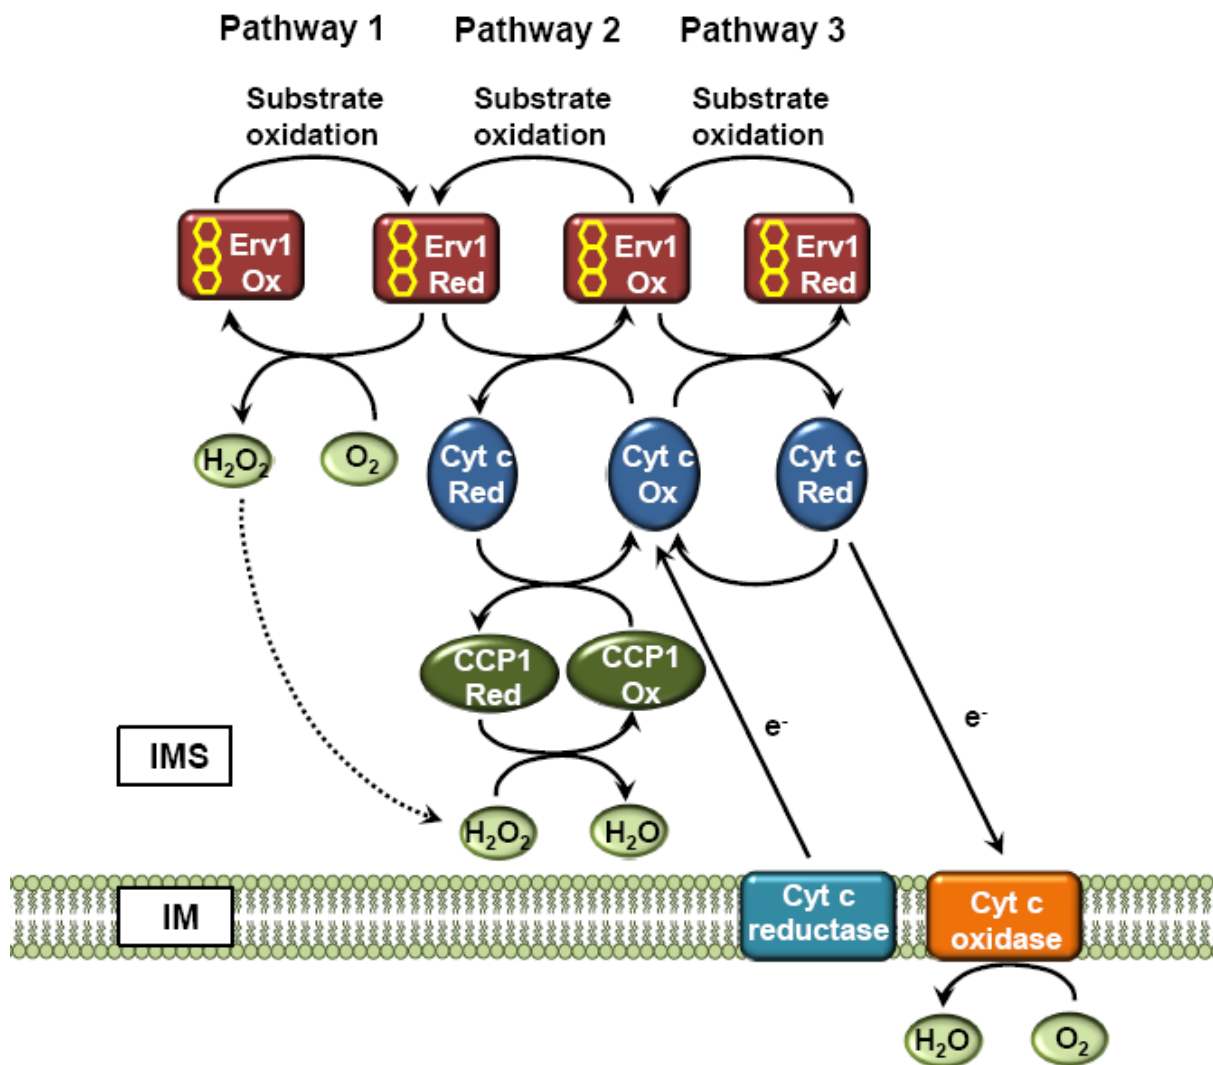 Pathway 1
Pathway 2
Pathway 3
Substrate
oxidation
Substrate
oxidation
Substrate
oxidation
Erv1
Ox
Erv1
Red
Erv1
Ox
Erv1
Red
H₂O₂
O₂
Cyt c
Red
Cyt c
Ox
Cyt c
Red
CCP1
Red
CCP1
Ox
e⁻
e⁻
IMS
H₂O₂
H₂O
IM
Cyt c
reductase
Cyt c
oxidase
H₂O
O₂